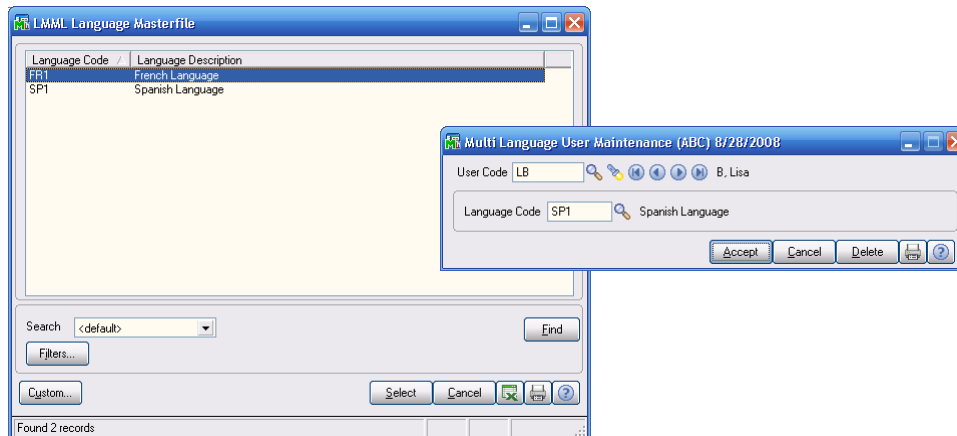 LMML Language Masterfile
Language Code Language Description
FR1 French Language
SP1 Spanish Language
Search <default> Find
Filters...
Custom... Select Cancel
Found 2 records
Multi Language User Maintenance (ABC) 8/28/2008
User Code LB B, Lisa
Language Code SP1 Spanish Language
Accept Cancel Delete